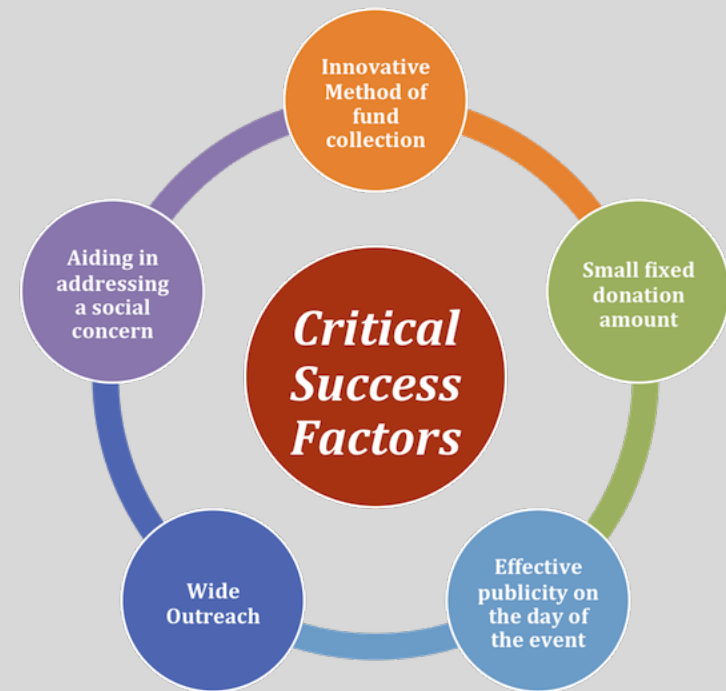 Innovative
Method of
fund
collection
Small fixed
donation
amount
Effective
publicity on
the day of
the event
Wide
Outreach
Aiding in
addressing
a social
concern
Critical
Success
Factors